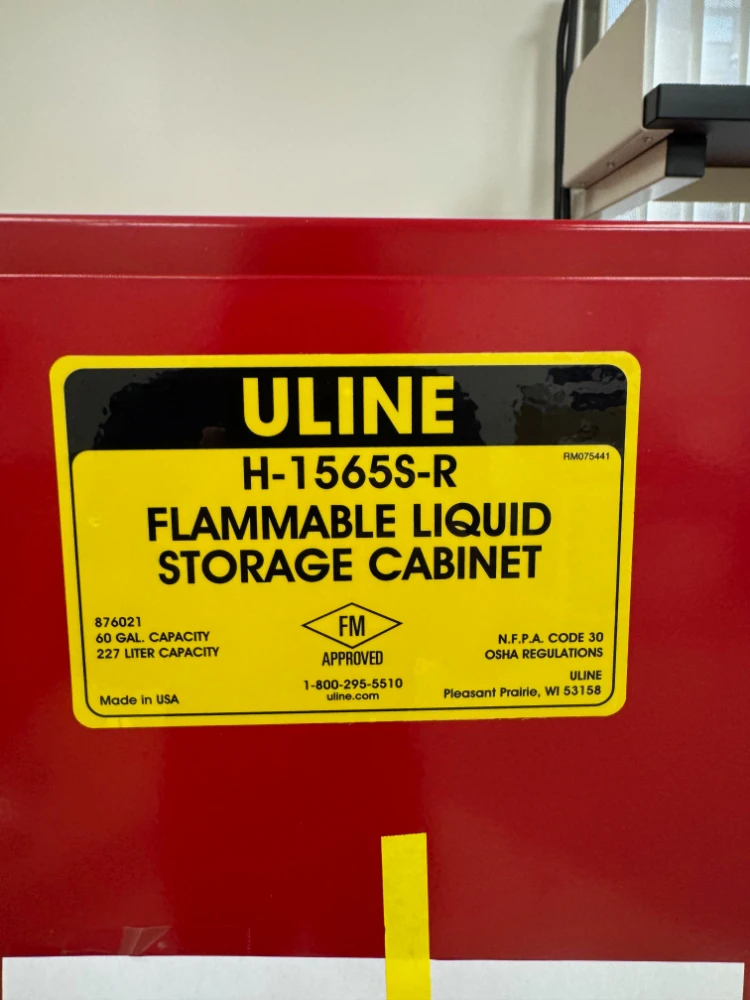 ULINE
RM075441
H-1565S-R
FLAMMABLE LIQUID
STORAGE CABINET
876021
60 GAL. CAPACITY
227 LITER CAPACITY
Made in USA
FM
APPROVED
1-800-295-5510
uline.com
N.F.P.A. CODE 30
OSHA REGULATIONS
ULINE
Pleasant Prairie, WI 53158